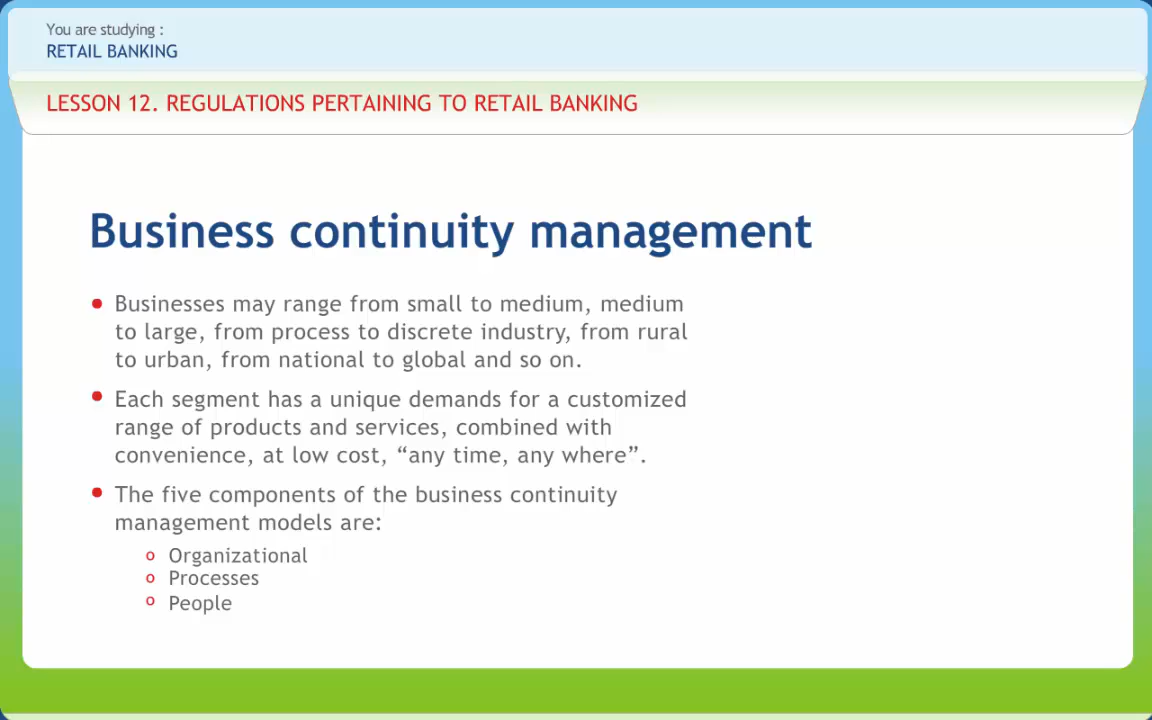 You are studying :
RETAIL BANKING
LESSON 12. REGULATIONS PERTAINING TO RETAIL BANKING
Business continuity management
• Businesses may range from small to medium, medium
to large, from process to discrete industry, from rural
to urban, from national to global and so on.
• Each segment has a unique demands for a customized
range of products and services, combined with
convenience, at low cost, “any time, any where”.
• The five components of the business continuity
management models are:
o Organizational
o Processes
o People